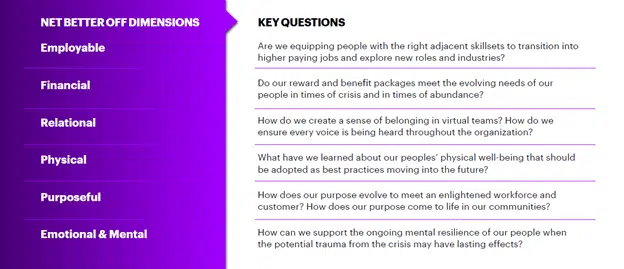 NET BETTER OFF DIMENSIONS
KEY QUESTIONS
Employable
Are we equipping people with the right adjacent skillsets to transition into
higher paying jobs and explore new roles and industries?
Financial
Do our reward and benefit packages meet the evolving needs of our
people in times of crisis and in times of abundance?
Relational
How do we create a sense of belonging in virtual teams? How do we
ensure every voice is being heard throughout the organization?
Physical
What have we learned about our peoples’ physical well-being that should
be adopted as best practices moving into the future?
Purposeful
How does our purpose evolve to meet an enlightened workforce and
customer? How does our purpose come to life in our communities?
Emotional & Mental
How can we support the ongoing mental resilience of our people when
the potential trauma from the crisis may have lasting effects?